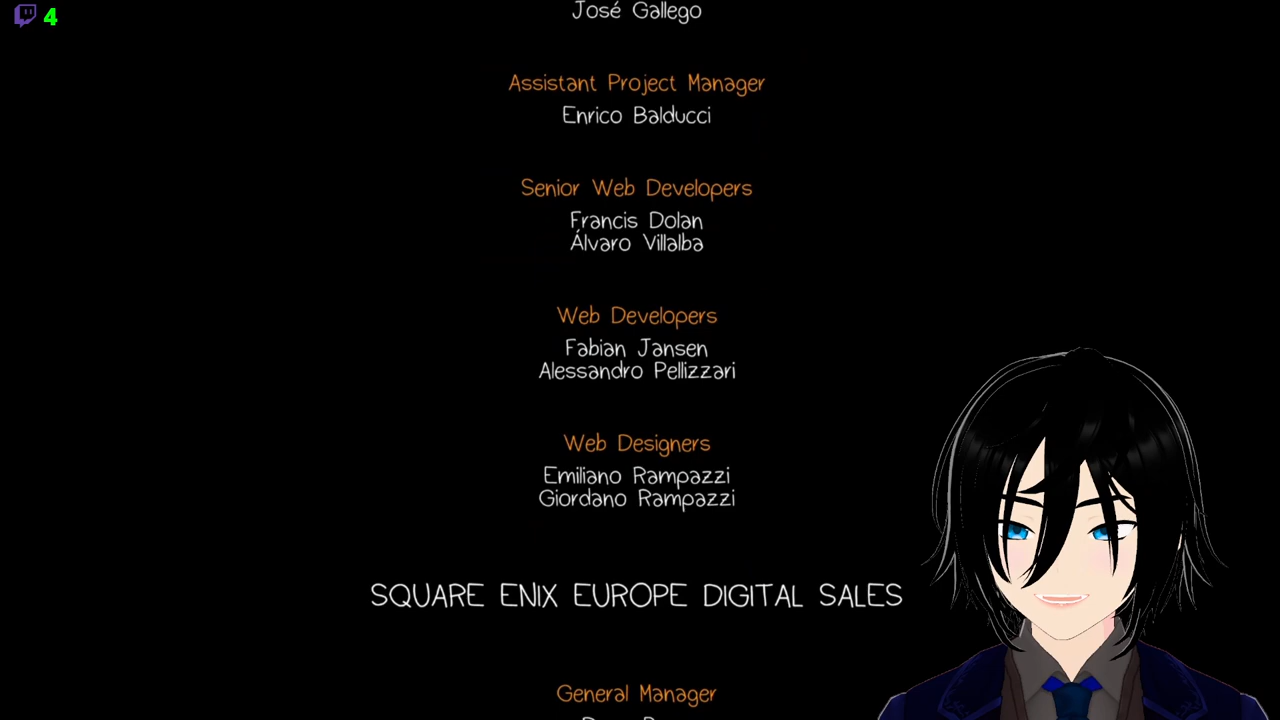 4
José Gallego
Assistant Project Manager
Enrico Balducci
Senior Web Developers
Francis Dolan
Álvaro Villalba
Web Developers
Fabian Jansen
Alessandro Pellizzari
Web Designers
Emiliano Rampazzi
Giordano Rampazzi
SQUARE ENIX EUROPE DIGITAL SALES
General Manager